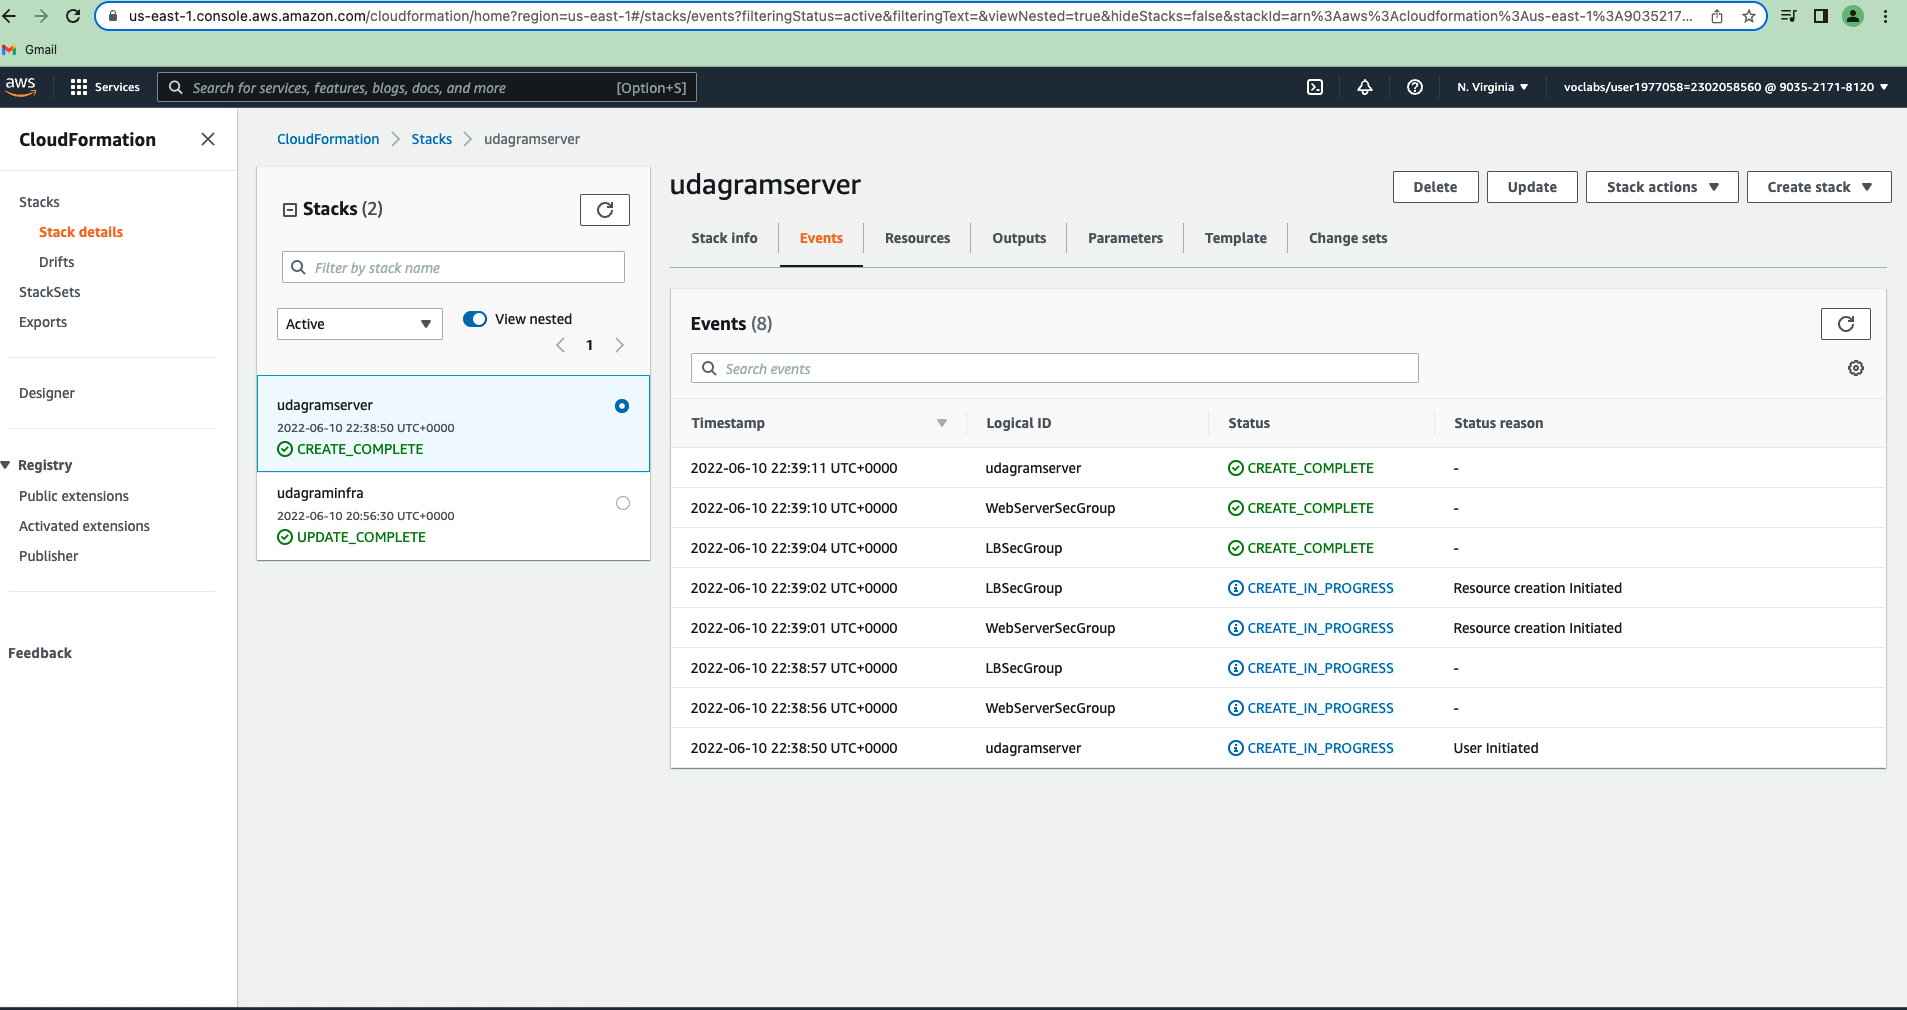 us-east-1.console.aws.amazon.com/cloudformation/home?region=us-east-1#/stacks/events?filteringStatus=active&filteringText=&viewNested=true&hideStacks=false&stackId=arn%3Aaws%3Acloudformation%3Aus-east-1%3A9035217...
Gmail
aws
Services
Search for services, features, blogs, docs, and more
[Option+S]
N. Virginia
voclabs/user1977058=2302058560 @ 9035-2171-8120
CloudFormation
Stacks
Stack details
Drifts
StackSets
Exports
Designer
Registry
Public extensions
Activated extensions
Publisher
Feedback
CloudFormation
Stacks
udagramserver
Stacks (2)
Filter by stack name
Active
View nested
1
udagramserver
2022-06-10 22:38:50 UTC+0000
CREATE_COMPLETE
udagraminfra
2022-06-10 20:56:30 UTC+0000
UPDATE_COMPLETE
udagramserver
Delete
Update
Stack actions
Create stack
Stack info
Events
Resources
Outputs
Parameters
Template
Change sets
Events (8)
Search events
Timestamp Logical ID Status Status reason
2022-06-10 22:39:11 UTC+0000 udagramserver CREATE_COMPLETE -
2022-06-10 22:39:10 UTC+0000 WebServerSecGroup CREATE_COMPLETE -
2022-06-10 22:39:04 UTC+0000 LBSecGroup CREATE_COMPLETE -
2022-06-10 22:39:02 UTC+0000 LBSecGroup CREATE_IN_PROGRESS Resource creation Initiated
2022-06-10 22:39:01 UTC+0000 WebServerSecGroup CREATE_IN_PROGRESS Resource creation Initiated
2022-06-10 22:38:57 UTC+0000 LBSecGroup CREATE_IN_PROGRESS -
2022-06-10 22:38:56 UTC+0000 WebServerSecGroup CREATE_IN_PROGRESS -
2022-06-10 22:38:50 UTC+0000 udagramserver CREATE_IN_PROGRESS User Initiated